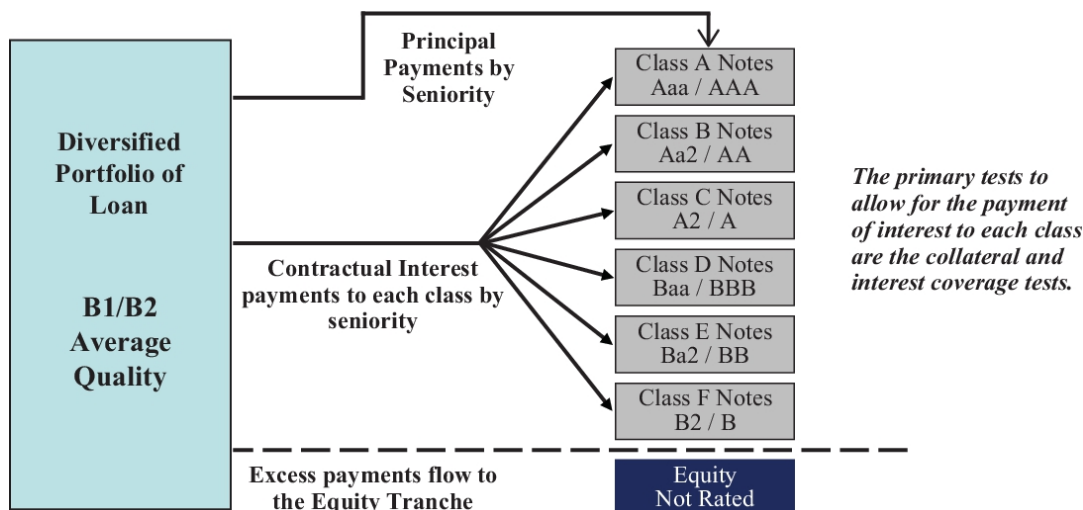 Diversified
Portfolio of
Loan
B1/B2
Average
Quality
Principal
Payments by
Seniority
Contractual Interest
payments to each class by
seniority
Class A Notes
Aaa / AAA
Class B Notes
Aa2 / AA
Class C Notes
A2 / A
Class D Notes
Baa / BBB
Class E Notes
Ba2 / BB
Class F Notes
B2 / B
The primary tests to
allow for the payment
of interest to each class
are the collateral and
interest coverage tests.
Excess payments flow to
the Equity Tranche
Equity
Not Rated